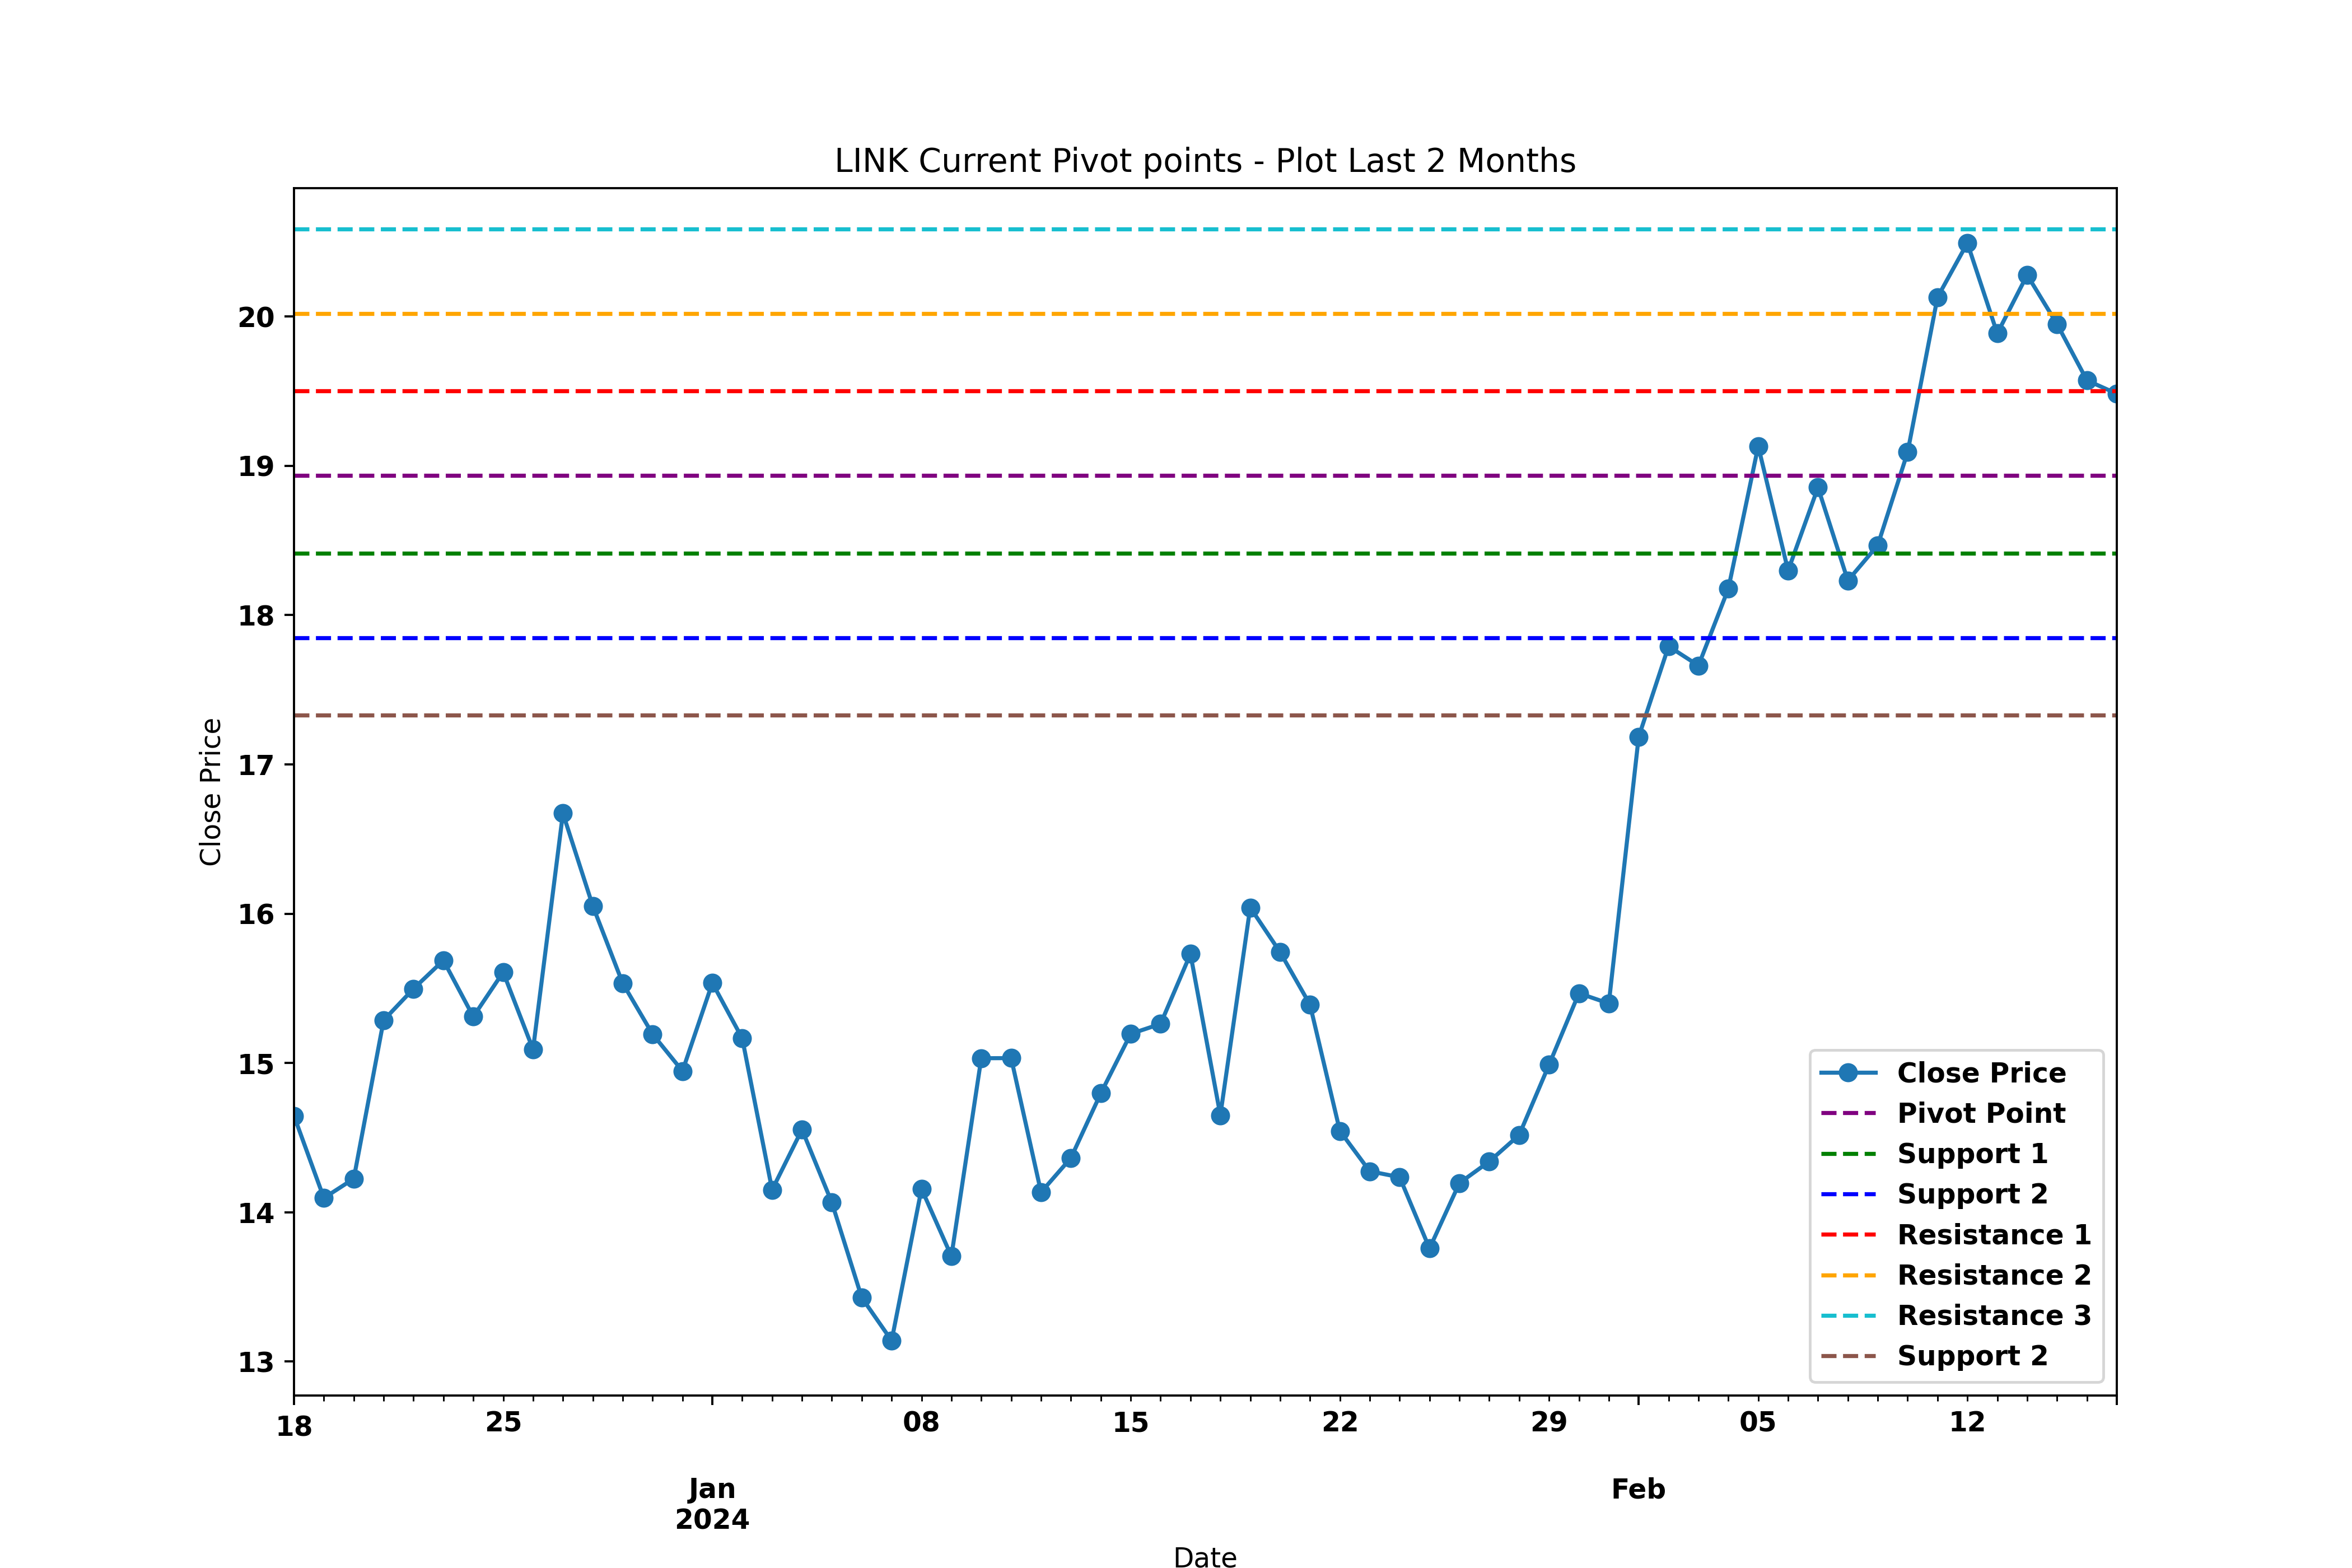 LINK Current Pivot points - Plot Last 2 Months
20
19
18
17
16
15
14
13
Close Price
Close Price
Pivot Point
Support 1
Support 2
Resistance 1
Resistance 2
Resistance 3
Support 2
18 25 08 15 22 29 05 12
Jan Feb
2024
Date